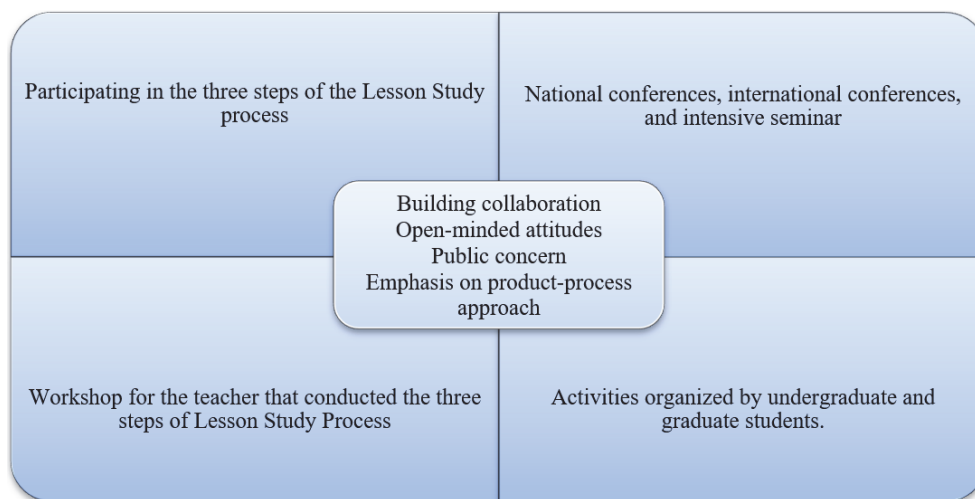 Participating in the three steps of the Lesson Study
process
National conferences, international conferences,
and intensive seminar
Building collaboration
Open-minded attitudes
Public concern
Emphasis on product-process
approach
Workshop for the teacher that conducted the three
steps of Lesson Study Process
Activities organized by undergraduate and
graduate students.